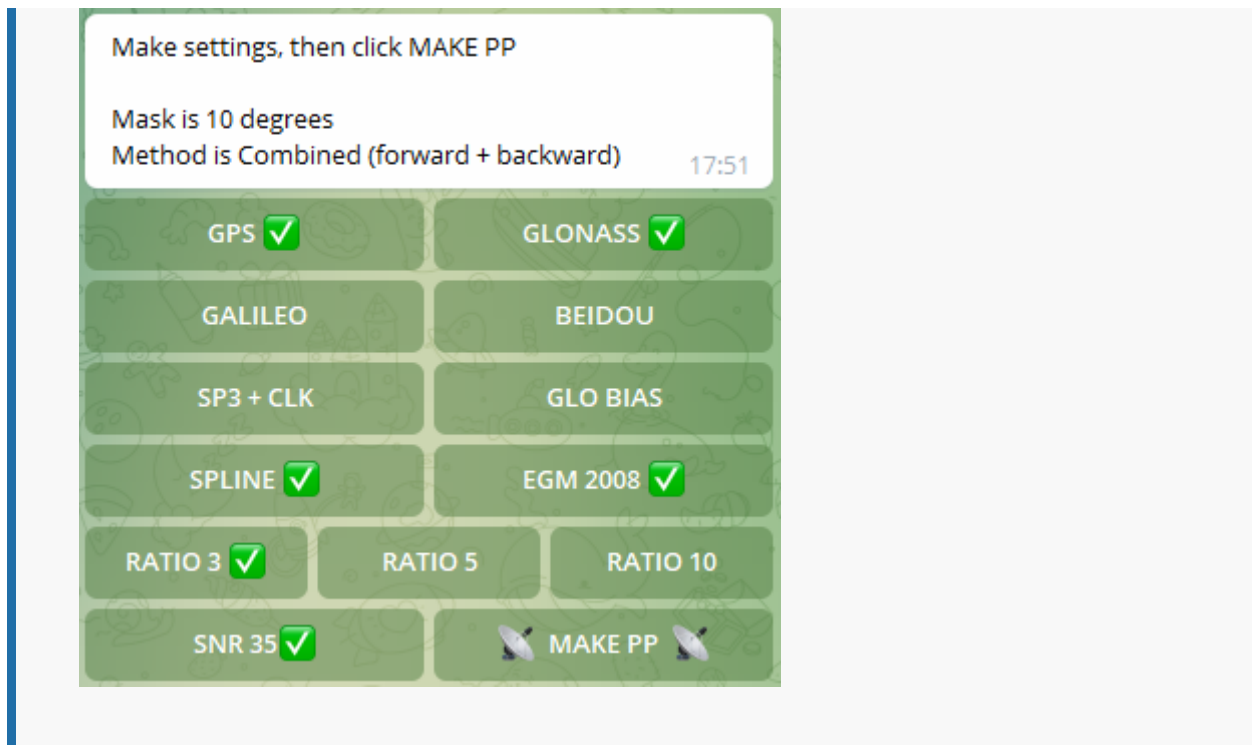 Make settings, then click MAKE PP
Mask is 10 degrees
Method is Combined (forward + backward)
17:51
GPS ✅ GLONASS ✅
GALILEO BEIDOU
SP3 + CLK GLO BIAS
SPLINE ✅ EGM 2008 ✅
RATIO 3 ✅ RATIO 5 RATIO 10
SNR 35✅ 📡 MAKE PP 📡